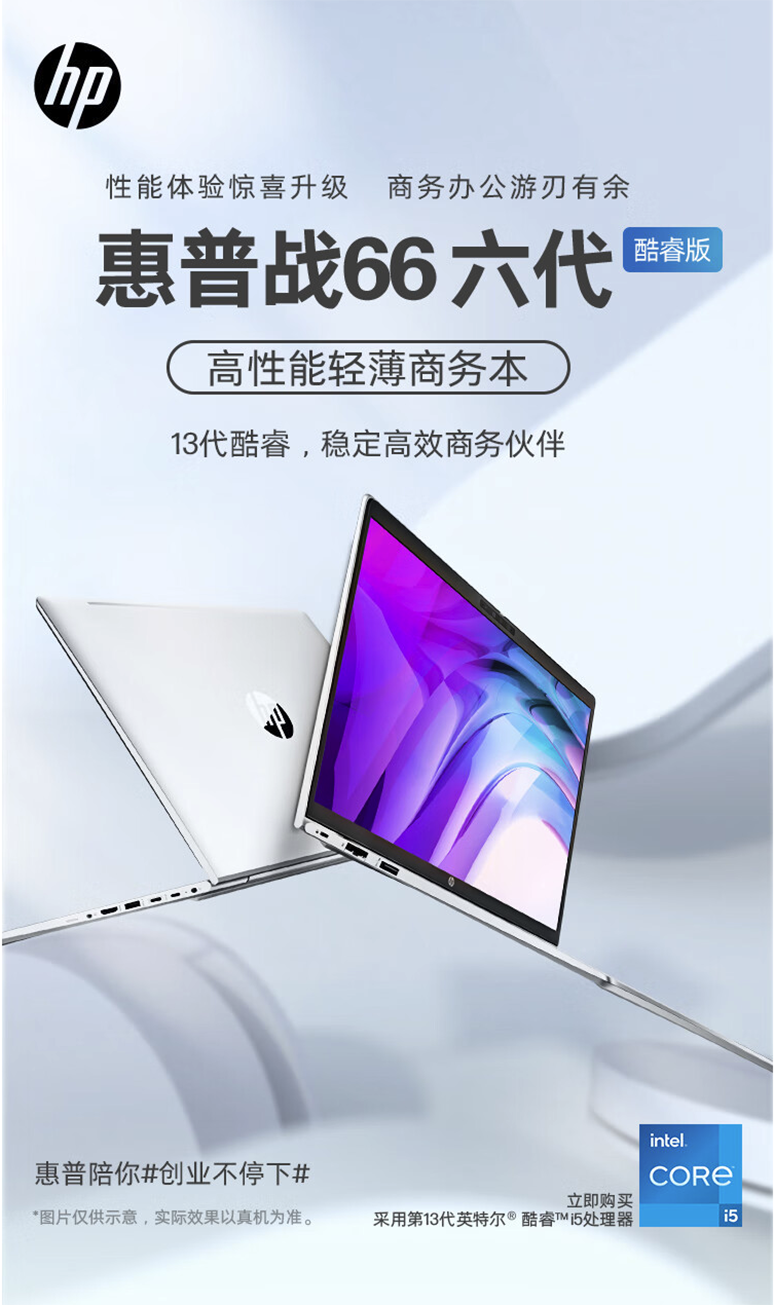 hp
性能体验惊喜升级 商务办公游刃有余
惠普战66 六代 酷睿版
高性能轻薄商务本
13代酷睿，稳定高效商务伙伴
hp
hp
惠普陪你#创业不停下#
*图片仅供示意，实际效果以真机为准。
立即购买
采用第13代英特尔® 酷睿™ i5处理器
intel.
CORE
i5